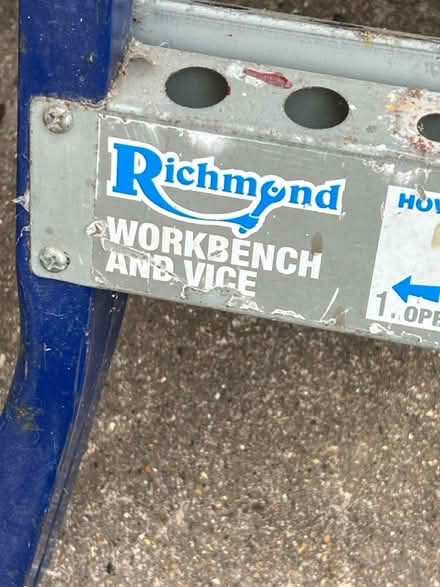 Richmond
WORKBENCH
AND VICE
HOW
1. OPE